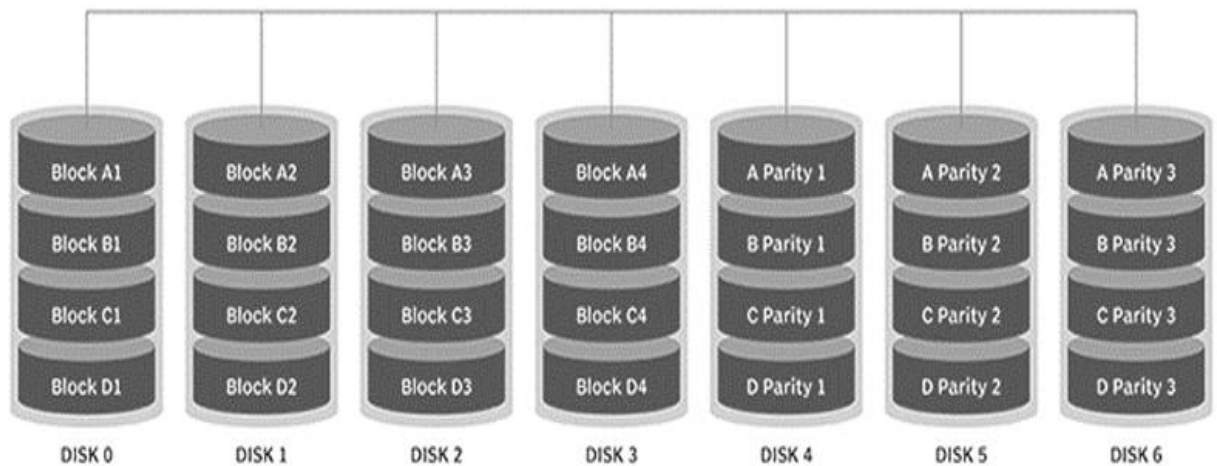 Block A1 Block A2 Block A3 Block A4 A Parity 1 A Parity 2 A Parity 3
Block B1 Block B2 Block B3 Block B4 B Parity 1 B Parity 2 B Parity 3
Block C1 Block C2 Block C3 Block C4 C Parity 1 C Parity 2 C Parity 3
Block D1 Block D2 Block D3 Block D4 D Parity 1 D Parity 2 D Parity 3
DISK 0 DISK 1 DISK 2 DISK 3 DISK 4 DISK 5 DISK 6